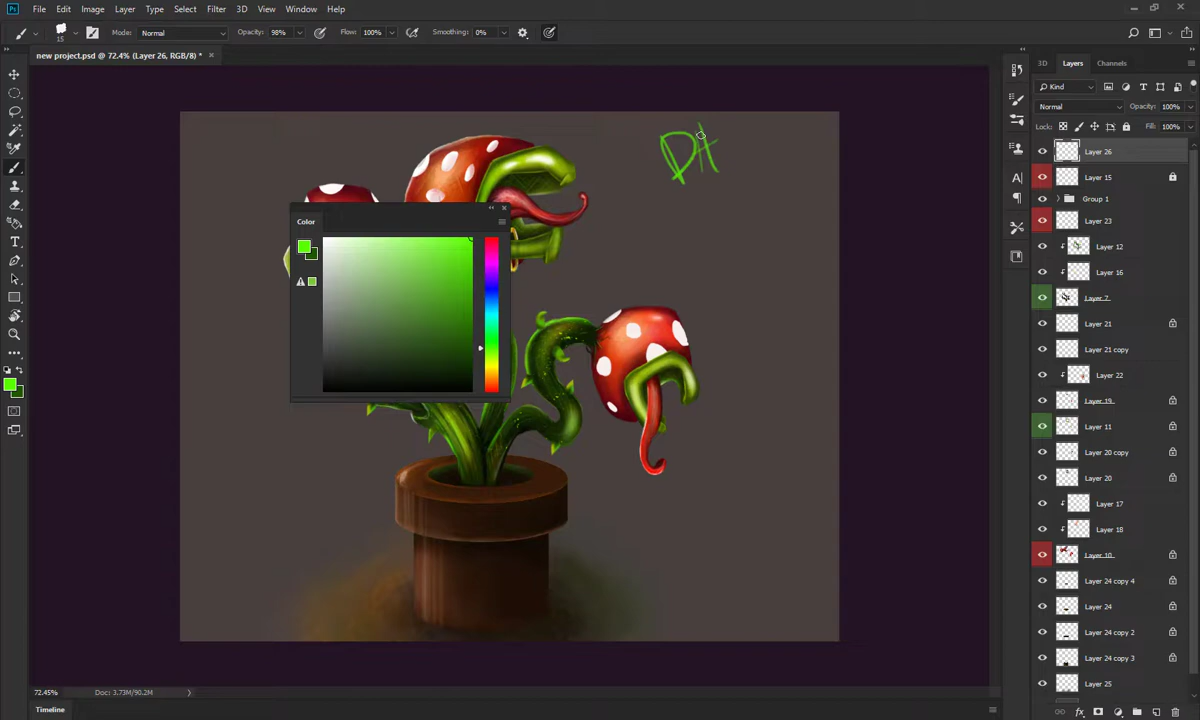 Ps File Edit Image Layer Type Select Filter 3D View Window Help
15 Mode: Normal Opacity: 98% Flow: 100% Smoothing: 0%
new project.psd @ 72.4% (Layer 26, RGB/8) *
3D Layers Channels
Kind
Normal Opacity: 100%
Lock: Fill: 100%
Layer 26
Layer 15
Group 1
Layer 23
Layer 12
Layer 16
Layer 7
Layer 21
Layer 21 copy
Layer 22
Layer 19
Layer 11
Layer 20 copy
Layer 20
Layer 17
Layer 18
Layer 10
Layer 24 copy 4
Layer 24
Layer 24 copy 2
Layer 24 copy 3
Layer 25
Color
72.45% Doc: 3.73M/90.2M
Timeline